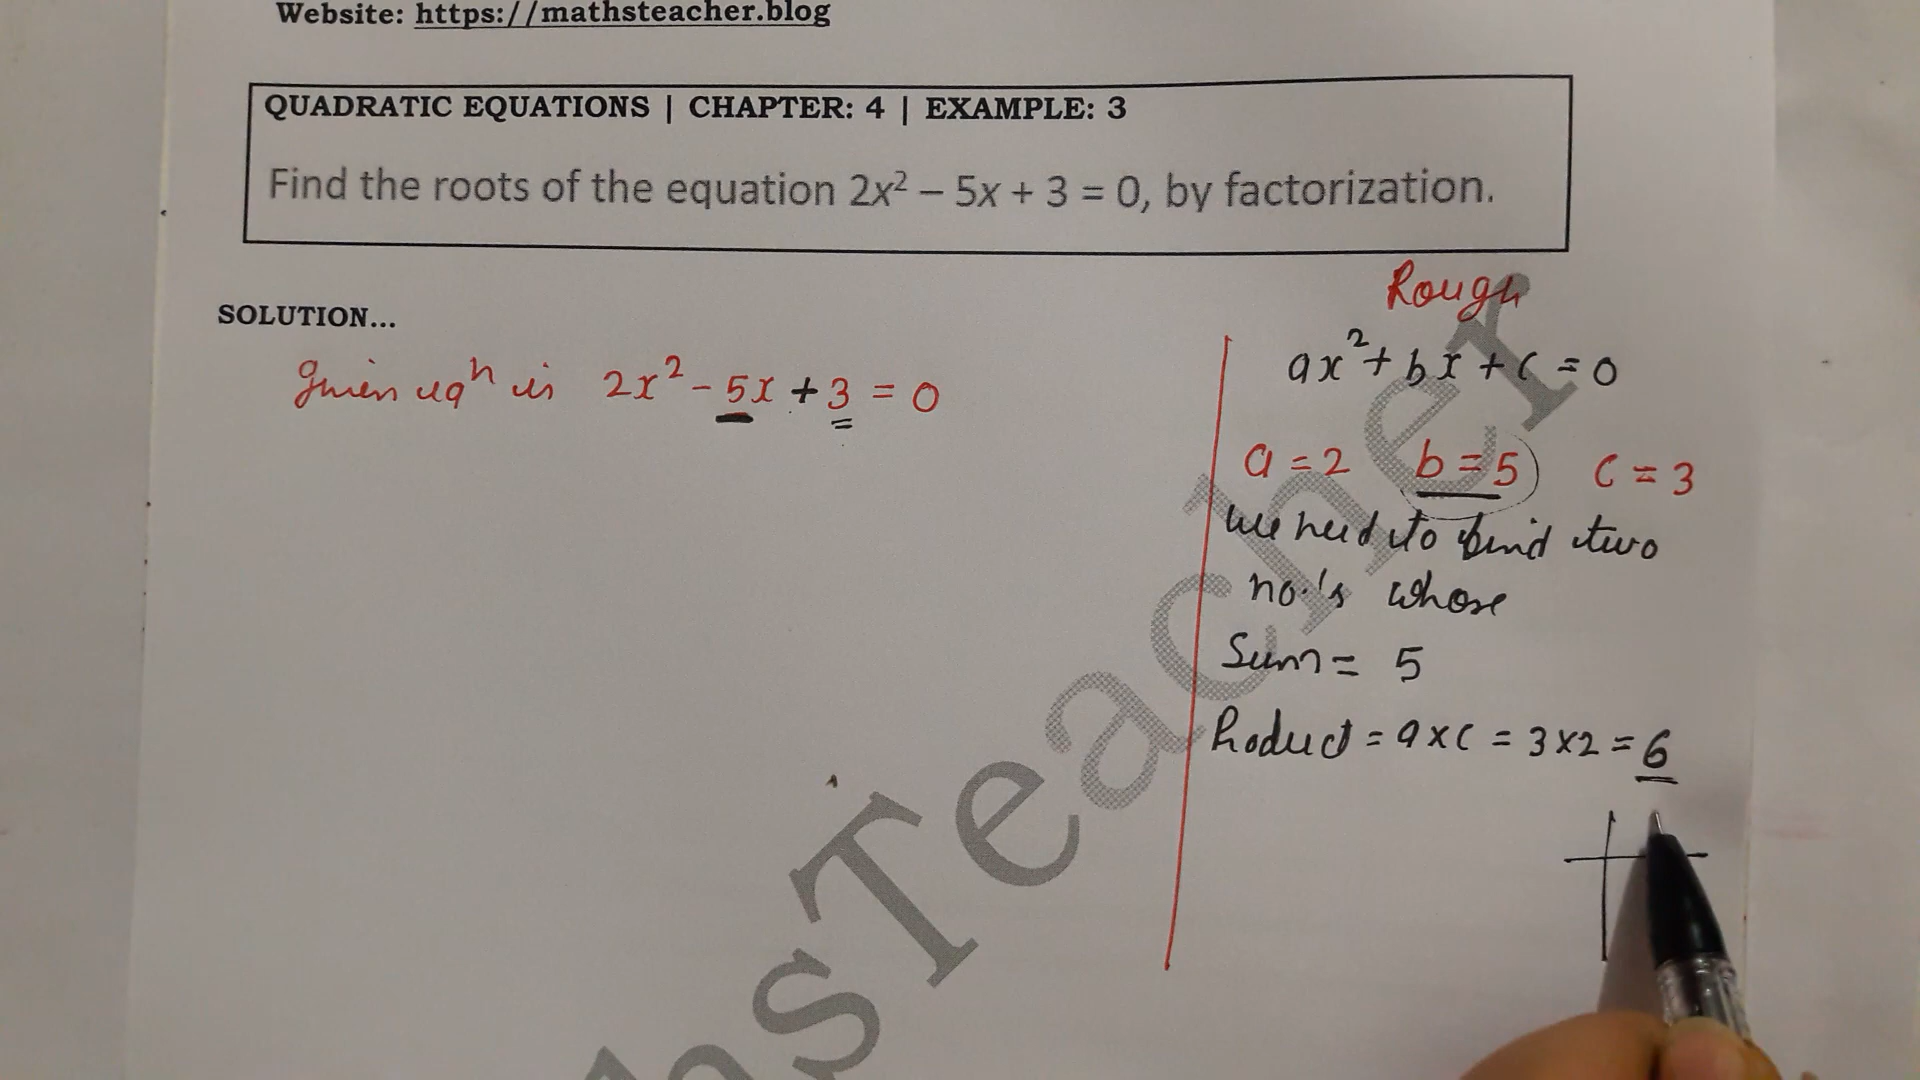 Website: https://mathsteacher.blog
QUADRATIC EQUATIONS | CHAPTER: 4 | EXAMPLE: 3
Find the roots of the equation 2x² – 5x + 3 = 0, by factorization.
SOLUTION...
Given eqⁿ is 2x² - 5x + 3 = 0
Rough
ax² + bx + c = 0
a = 2 b = 5 c = 3
We need to find two
no.'s whose
Sum = 5
Product = a x c = 3 x 2 = 6
hsTeacher